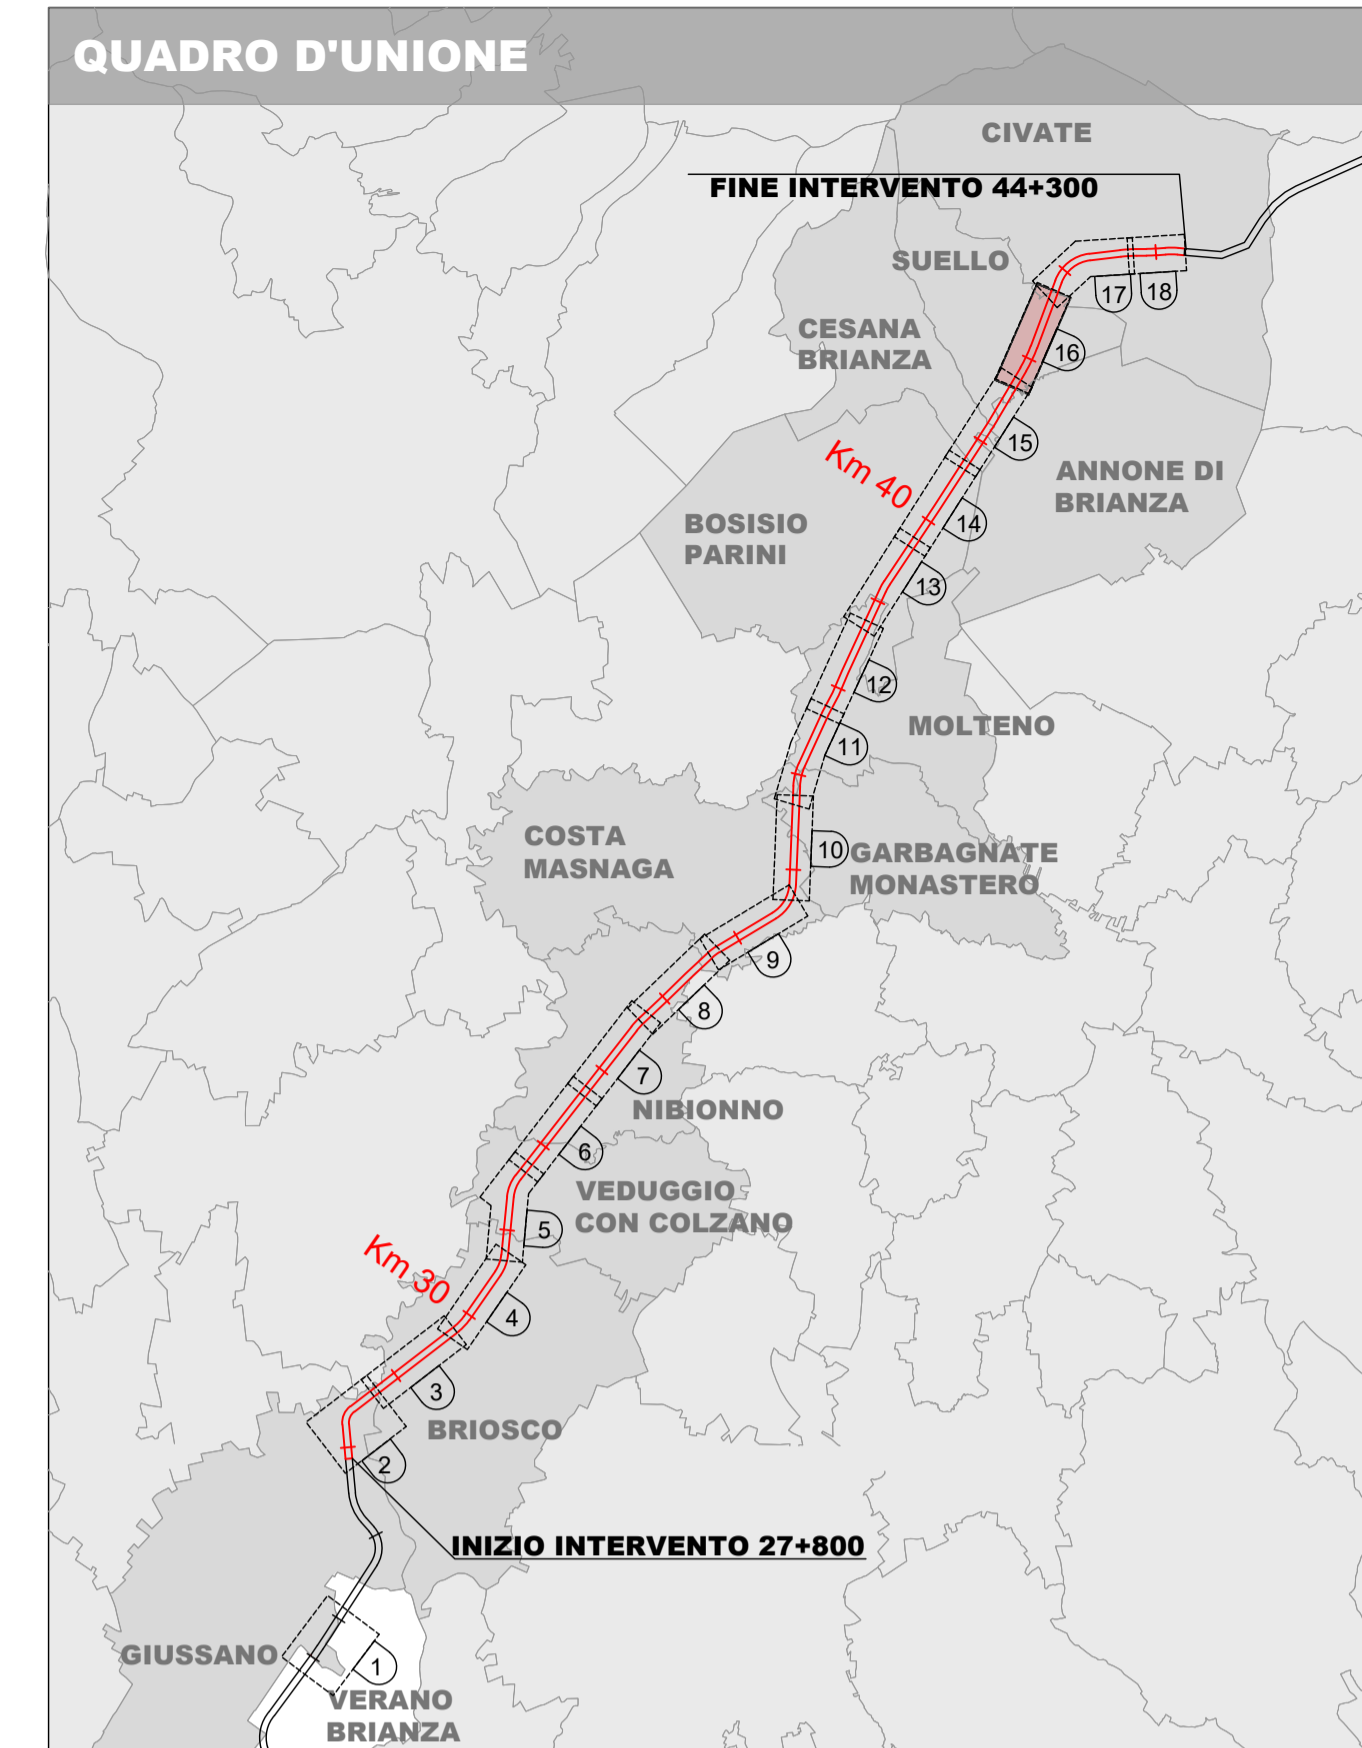 QUADRO D'UNIONE
CIVATE
FINE INTERVENTO 44+300
SUELLO
17
18
CESANA
BRIANZA
16
15
Km 40
ANNONE DI
BRIANZA
BOSISIO
PARINI
14
13
12
MOLTENO
11
COSTA
MASNAGA
10
GARBAGNATE
MONASTERO
9
8
7
NIBIONNO
6
VEDUGGIO
CON COLZANO
5
Km 30
4
3
BRIOSCO
2
INIZIO INTERVENTO 27+800
GIUSSANO
1
VERANO
BRIANZA